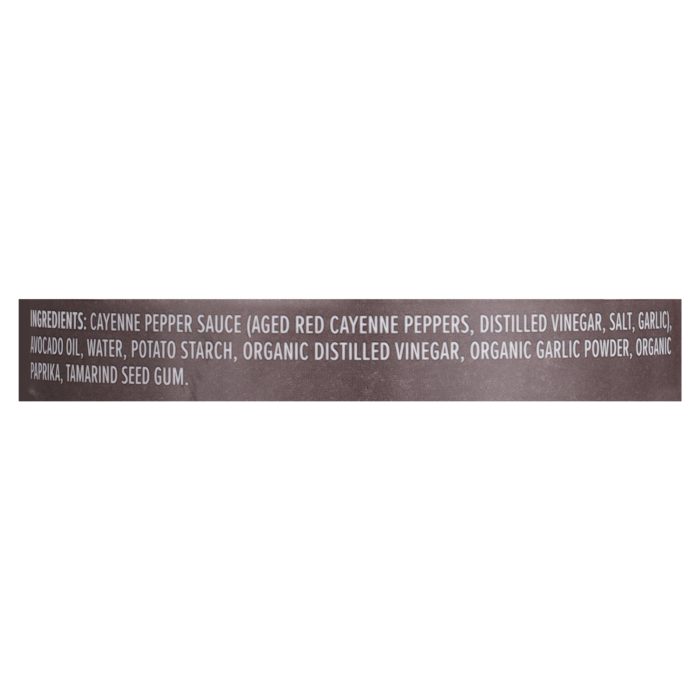 INGREDIENTS: CAYENNE PEPPER SAUCE (AGED RED CAYENNE PEPPERS, DISTILLED VINEGAR, SALT, GARLIC),
AVOCADO OIL, WATER, POTATO STARCH, ORGANIC DISTILLED VINEGAR, ORGANIC GARLIC POWDER, ORGANIC
PAPRIKA, TAMARIND SEED GUM.